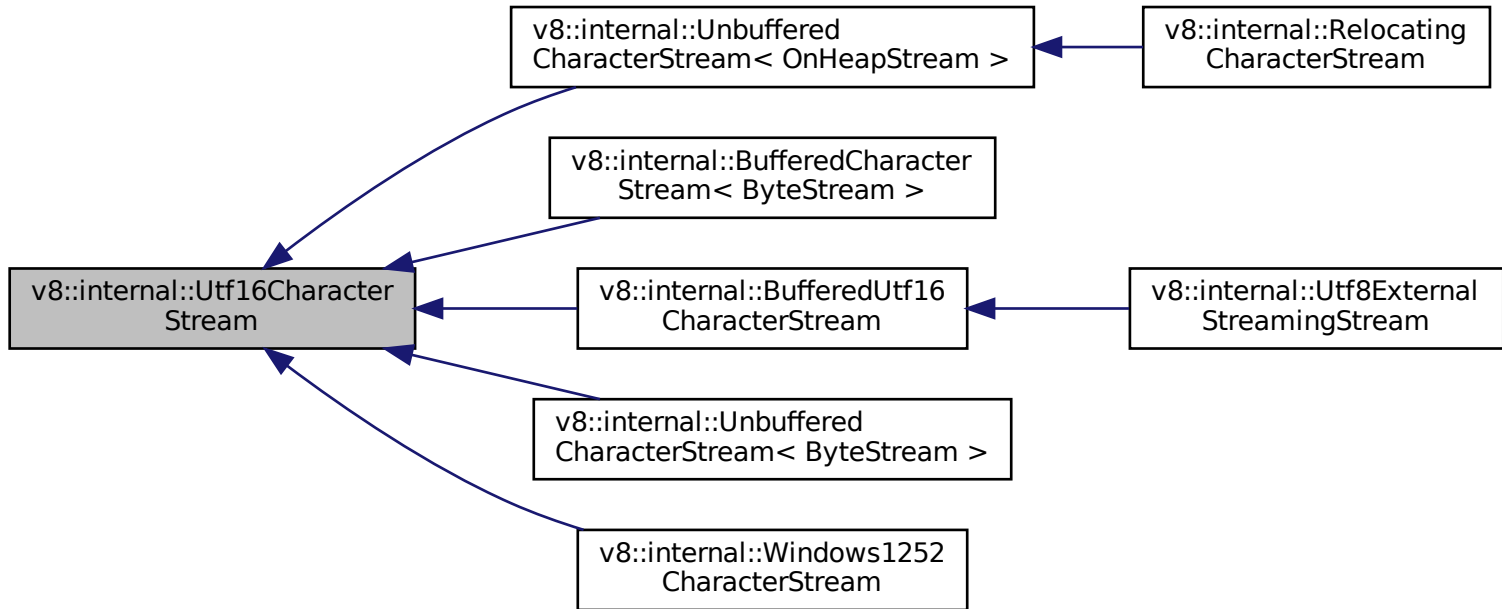 v8::internal::Unbuffered
CharacterStream< OnHeapStream >
v8::internal::Relocating
CharacterStream
v8::internal::BufferedCharacter
Stream< ByteStream >
v8::internal::Utf16Character
Stream
v8::internal::BufferedUtf16
CharacterStream
v8::internal::Utf8External
StreamingStream
v8::internal::Unbuffered
CharacterStream< ByteStream >
v8::internal::Windows1252
CharacterStream